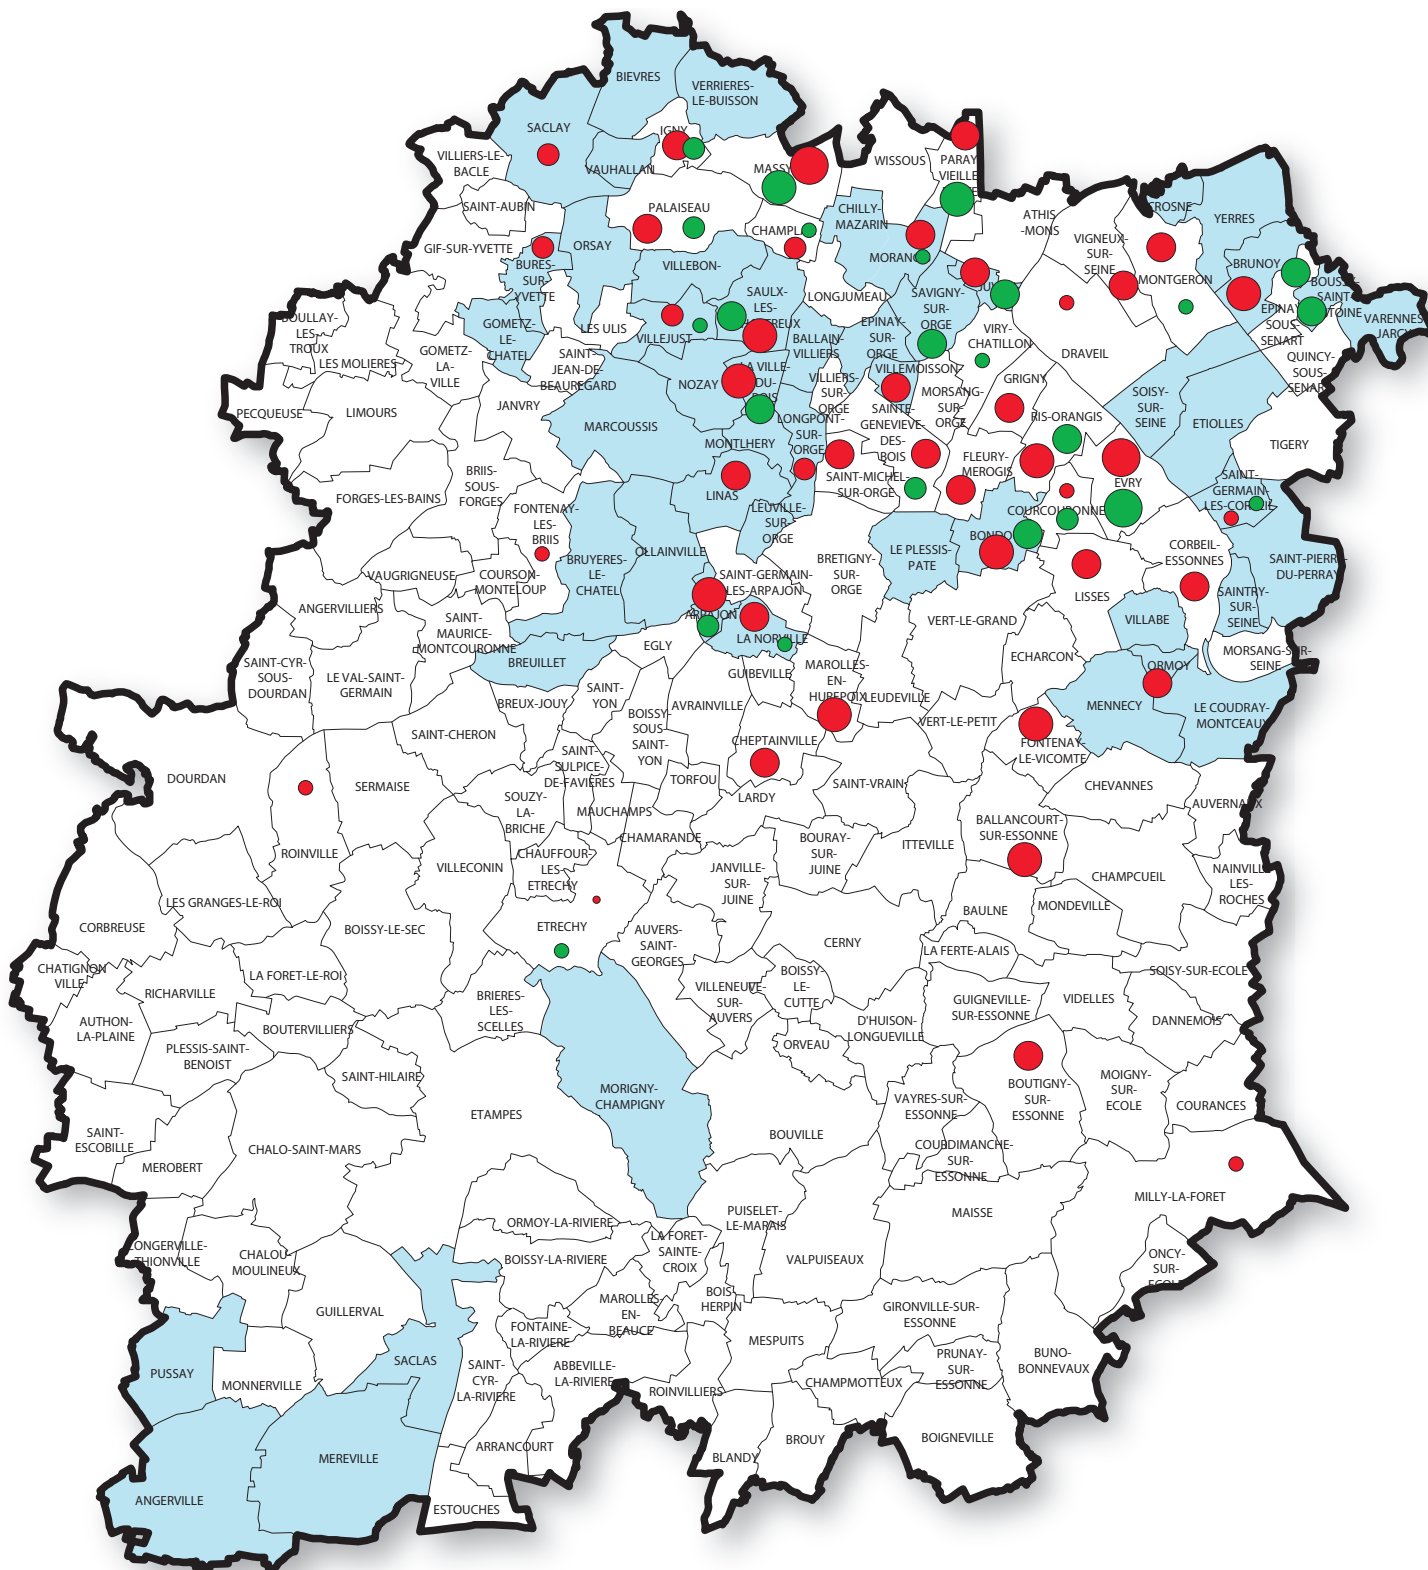 BIEVRES
VERRIERES-
LE-BUISSON
SACLAY
IGNY
VILLIERS-LE-
BACLE
VAUHALLAN
MASSY
WISSOUS
PARAY
VIEILLE
SAINT-AUBIN
PALAISEAU
CHILLY-
MAZARIN
ATHIS
-MONS
CROSNE
YERRES
GIF-SUR-YVETTE
ORSAY
CHAMPL
MORANG
VIGNEUX-
SUR-
SEINE
BURES-
SUR-
YVETTE
VILLEBON-
MONTGERON
BRUNOY
BOUSSY-
SAINT-
ANTOINE
SAULX-
LES-
CHARTREUX
LONGJUMEAU
SAVIGNY-
SUR-
ORGE
EPINAY-
SOUS-
SENART
VARENNES-
JARCY
BOULLAY-
LES-
TROUX
LES MOLIERES
GOMETZ-
LE-
CHATEL
LES ULIS
VILLEJUST
BALLAIN-
VILLIERS
EPINAY-
SUR-
ORGE
VIRY-
CHATILLON
DRAVEIL
QUINCY-
SOUS-
SENART
GOMETZ-
LA-
VILLE
SAINT-
JEAN-DE-
BEAUREGARD
NOZAY
LA VILLE-
DU-
BOIS
VILLIERS-
SUR-
ORGE
VILLEMOISSON-
MORSANG-
SUR-
ORGE
GRIGNY
SOISY-
SUR-
SEINE
PECQUEUSE
LIMOURS
JANVRY
MARCOUSSIS
LONGPONT-
SUR-
ORGE
SAINTE-
GENEVIEVE-
DES-
BOIS
RIS-ORANGIS
ETIOLLES
TIGERY
MONTLHERY
FLEURY-
MEROGIS
BRIIS-
SOUS-
FORGES
FORGES-LES-BAINS
LINAS
SAINT-MICHEL-
SUR-ORGE
EVRY
SAINT-
GERMAIN-
LES-CORBEIL
FONTENAY-
LES-
BRIIS
LEUVILLE-
SUR-
ORGE
COURCOURONNE
BONDO
OLLAINVILLE
BRUYERES-
LE-
CHATEL
LE PLESSIS-
PATE
CORBEIL-
ESSONNES
SAINT-PIERRE-
DU-PERRAY
VAUGRIGNEUSE
COURSON-
MONTELOUP
BRETIGNY-
SUR-
ORGE
SAINT-GERMAIN-
LES-ARPAJON
LISSES
SAINTRY-
SUR-
SEINE
ANGERVILLIERS
SAINT-
MAURICE-
MONTCOURONNE
ARPAJON
LA NORVILLE
VERT-LE-GRAND
VILLABE
EGLY
ECHARCON
MORSANG-SUR-
SEINE
BREUILLET
SAINT-CYR-
SOUS-
DOURDAN
LE VAL-SAINT-
GERMAIN
GUIBEVILLE
MAROLLES-
EN-
HUREPOIX
ORMOY
LEUDEVILLE
BREUX-JOUY
SAINT-
YON
AVRAINVILLE
MENNECY
LE COUDRAY-
MONTCEAUX
SAINT-CHERON
BOISSY-
SOUS-
SAINT-
YON
VERT-LE-PETIT
CHEPTAINVILLE
FONTENAY-
LE-VICOMTE
SAINT-
SULPICE-
DE-FAVIERES
DOURDAN
SERMAISE
TORFOU
SAINT-VRAIN
CHEVANNES
SOUZY-
LA-
BRICHE
LARDY
AUVERNAUX
MAUCHAMPS
BALLANCOURT-
SUR-ESSONNE
CHAMARANDE
BOURAY-
SUR-
JUINE
ITTEVILLE
ROINVILLE
CHAUFFOUR-
LES-
ETRECHY
VILLECONIN
JANVILLE-
SUR-
JUINE
CHAMPCUEIL
NAINVILLE
LES-
ROCHES
LES GRANGES-LE-ROI
MONDEVILLE
BAULNE
CORBREUSE
BOISSY-LE-SEC
ETRECHY
AUVERS-
SAINT-
GEORGES
CERNY
LA FERTE-ALAIS
CHATIGNON
VILLE
LA FORET-LE-ROI
BOISSY-
LE-
CUTTE
SOISY-SUR-ECOLE
RICHARVILLE
BRIERES-
LES-
SCELLES
VILLENEUVE-
SUR-
AUVERS
GUIGNEVILLE-
SUR-ESSONNE
VIDELLES
AUTHON-
LA-PLAINE
BOUTERVILLIERS
D'HUISON-
LONGUEVILLE
DANNEMOIS
PLESSIS-SAINT-
BENOIST
ORVEAU
SAINT-HILAIRE
MORIGNY-
CHAMPIGNY
BOUTIGNY-
SUR-
ESSONNE
MOIGNY-
SUR-
ECOLE
VAYRES-SUR-
ESSONNE
COURANCES
ETAMPES
SAINT-
ESCOBILLE
BOUVILLE
CHALO-SAINT-MARS
COURDIMANCHE-
SUR-
ESSONNE
MEROBERT
MILLY-LA-FORET
PUISELET-
LE-MARAIS
MAISSE
ORMOY-LA-RIVIERE
LONGERVILLE-
THIONVILLE
LA FORET-
SAINTE-
CROIX
CHALOU-
MOULINEUX
BOISSY-LA-RIVIERE
VALPUISEAUX
ONCY-
SUR-
ECOLE
GUILLERVAL
MAROLLES-
EN-
BEAUCE
BOIS-
HERPIN
GIRONVILLE-SUR-
ESSONNE
FONTAINE-
LA-RIVIERE
MESPUITS
PUSSAY
SACLAS
SAINT-
CYR-
LA-RIVIERE
ABBEVILLE-
LA-RIVIERE
PRUNAY-
SUR-
ESSONNE
BUNO-
BONNEVAUX
MONNERVILLE
ROINVILLIERS
CHAMPMOTTEUX
ARRANCOURT
BROUY
BOIGNEVILLE
MEREVILLE
BLANDY
ANGERVILLE
ESTOUCHES